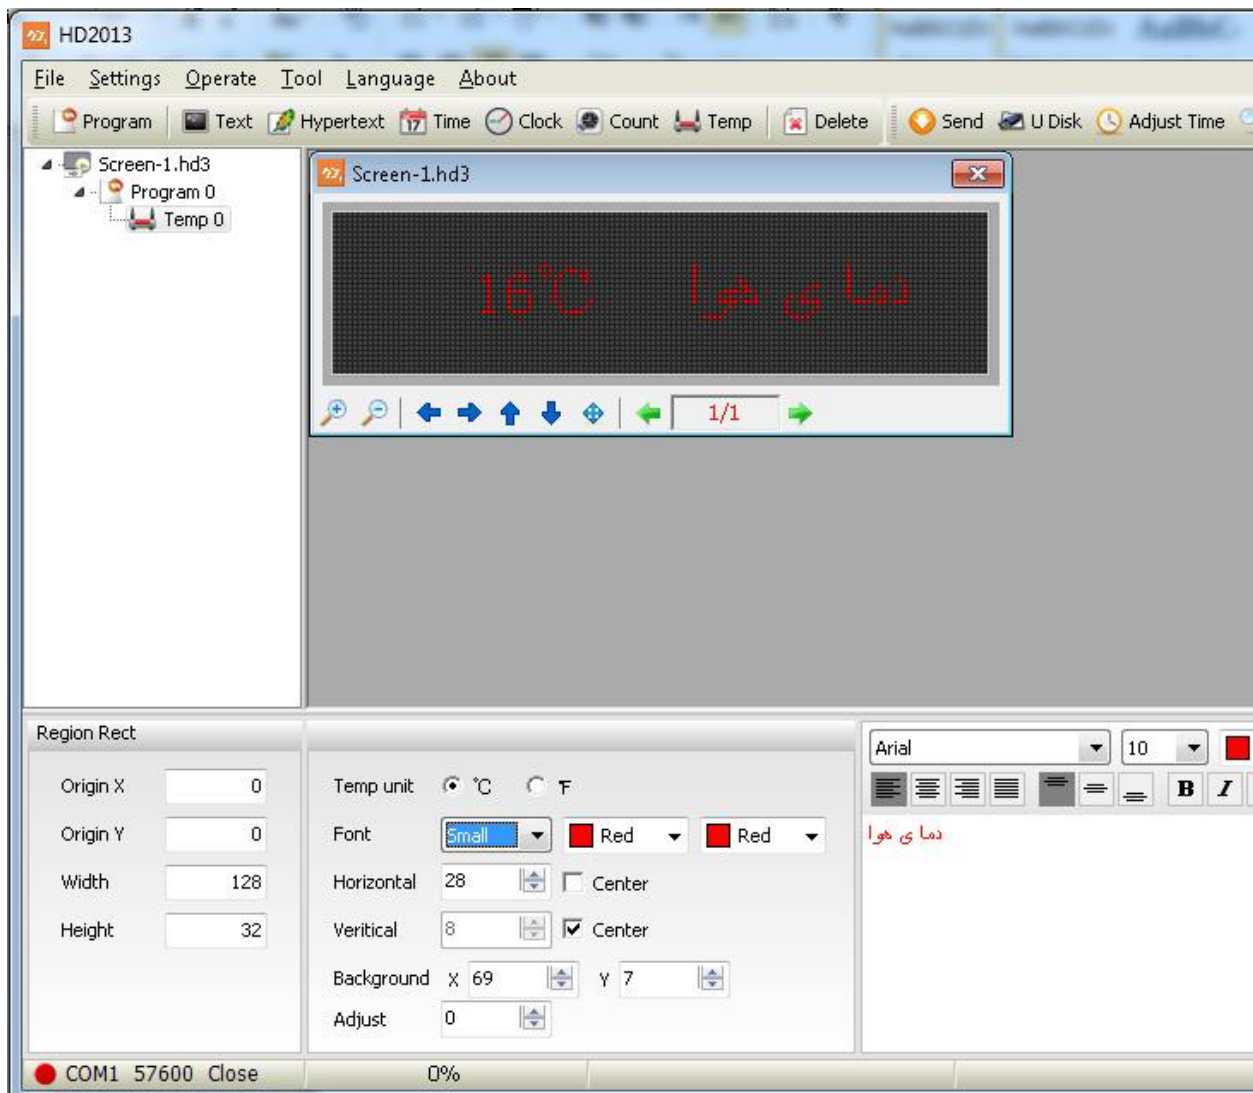 HD2013
File Settings Operate Tool Language About
Program Text Hypertext Time Clock Count Temp Delete Send U Disk Adjust Time
Screen-1.hd3
Program 0
Temp 0
Screen-1.hd3
16℃ دما ی هوا
1/1
Region Rect
Origin X 0
Origin Y 0
Width 128
Height 32
Temp unit ℃ ℉
Font Small Red Red
Horizontal 28 Center
Veritical 8 Center
Background X 69 Y 7
Adjust 0
Arial 10
B I
دما ی هوا
COM1 57600 Close 0%